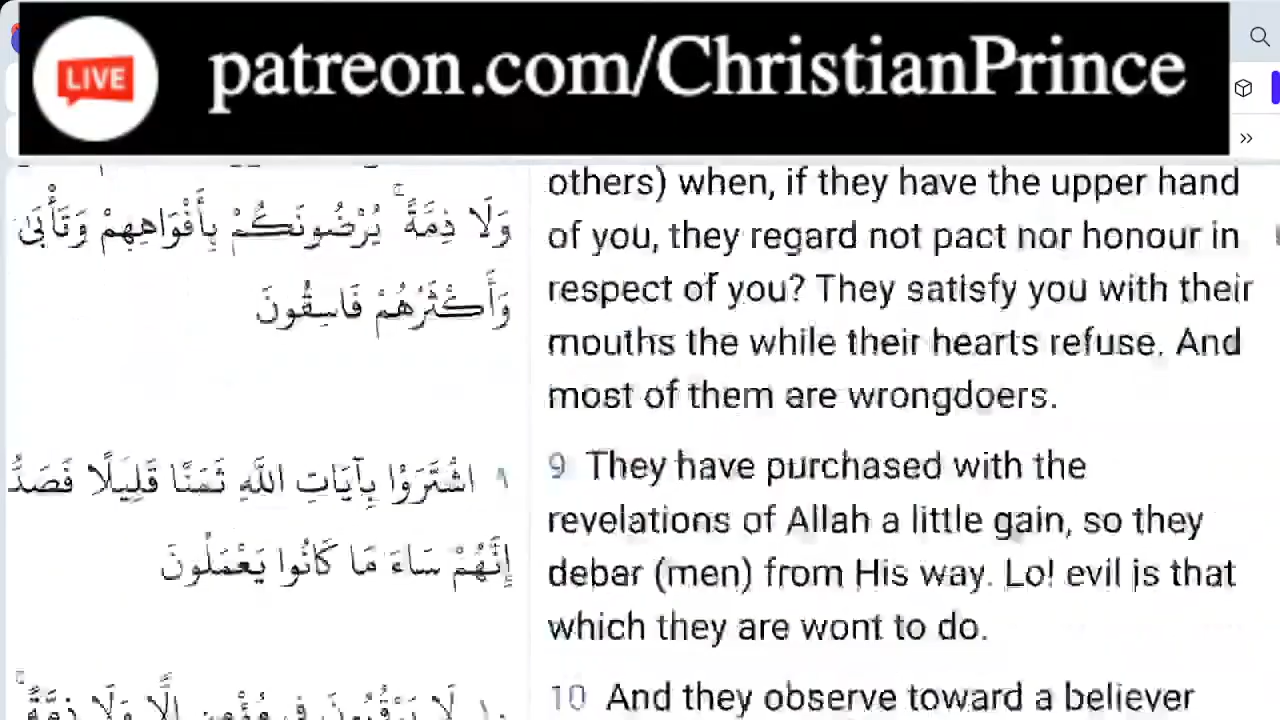 LIVE
patreon.com/ChristianPrince
others) when, if they have the upper hand
وَلَا ذِمَّةً ۚ يُرْضُونَكُمْ بِأَفْوَاهِهِمْ وَتَأْبَىٰ
of you, they regard not pact nor honour in
respect of you? They satisfy you with their
وَأَكْثَرُهُمْ فَاسِقُونَ
mouths the while their hearts refuse. And
most of them are wrongdoers.
٩ اشْتَرَوْا بِآيَاتِ اللَّهِ ثَمَنًا قَلِيلًا فَصَدُّ
9 They have purchased with the
revelations of Allah a little gain, so they
إِنَّهُمْ سَاءَ مَا كَانُوا يَعْمَلُونَ
debar (men) from His way. Lo! evil is that
which they are wont to do.
١٠ لَا يَرْقُبُونَ فِي مُؤْمِنٍ إِلًّا وَلَا ذِمَّةً ۚ
10 And they observe toward a believer